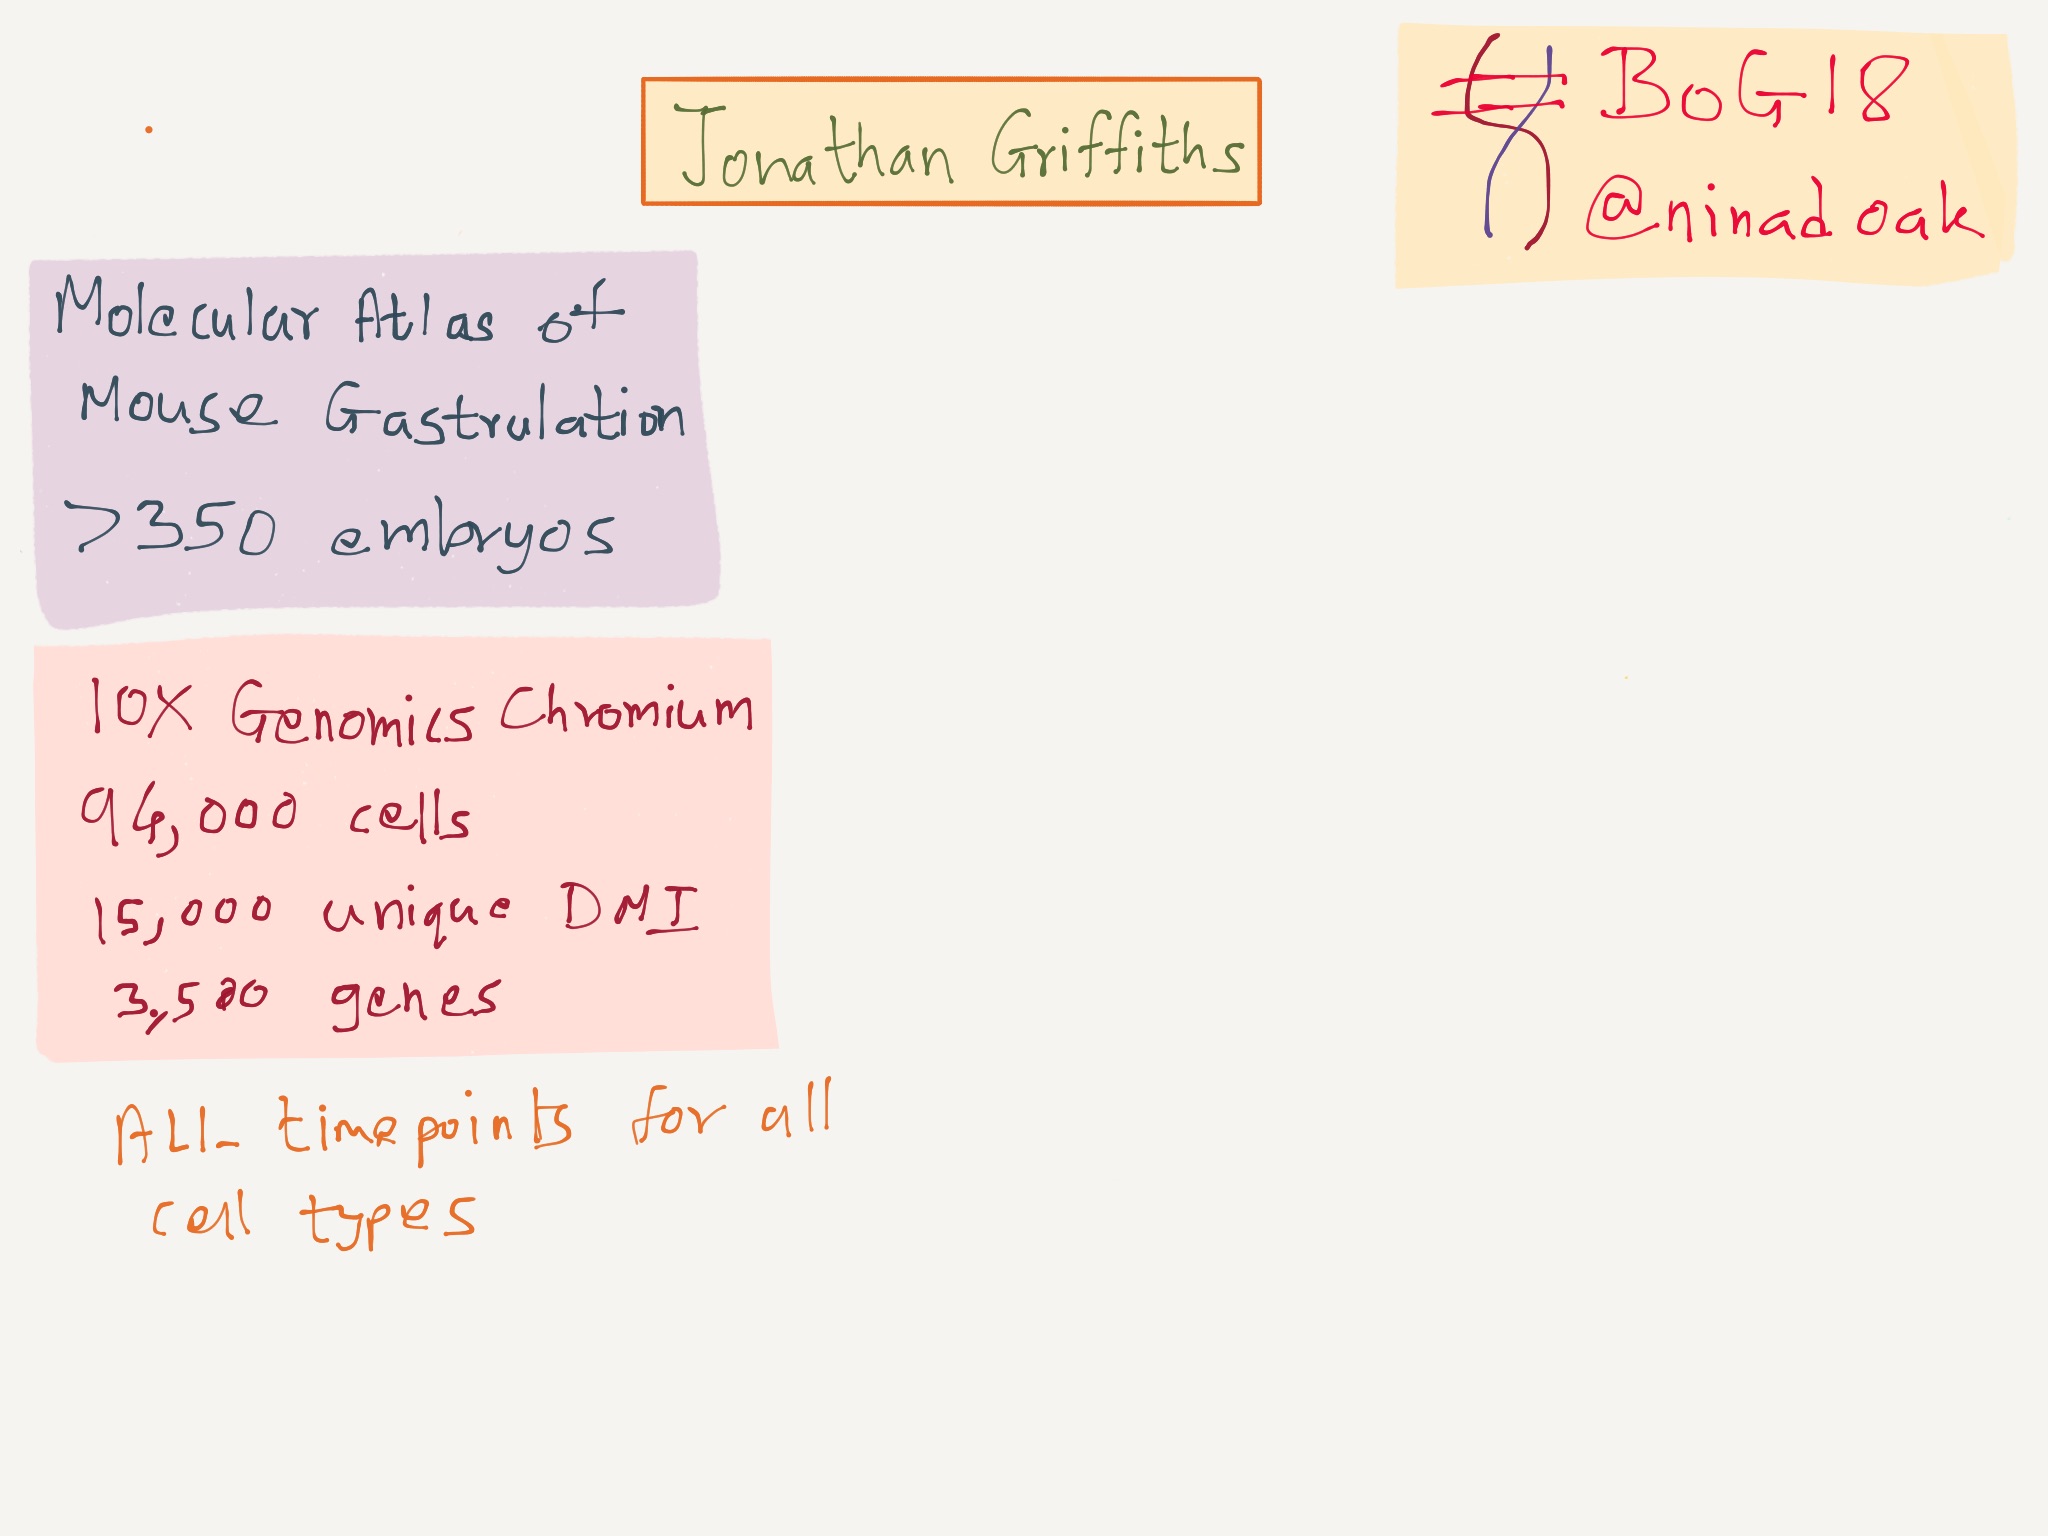 Jonathan Griffiths
#BoG18
@ninadoak
Molecular Atlas of
Mouse Gastrulation
>350 embryos
10X Genomics Chromium
94,000 cells
15,000 unique DMI
3,500 genes
ALL timepoints for all
cell types